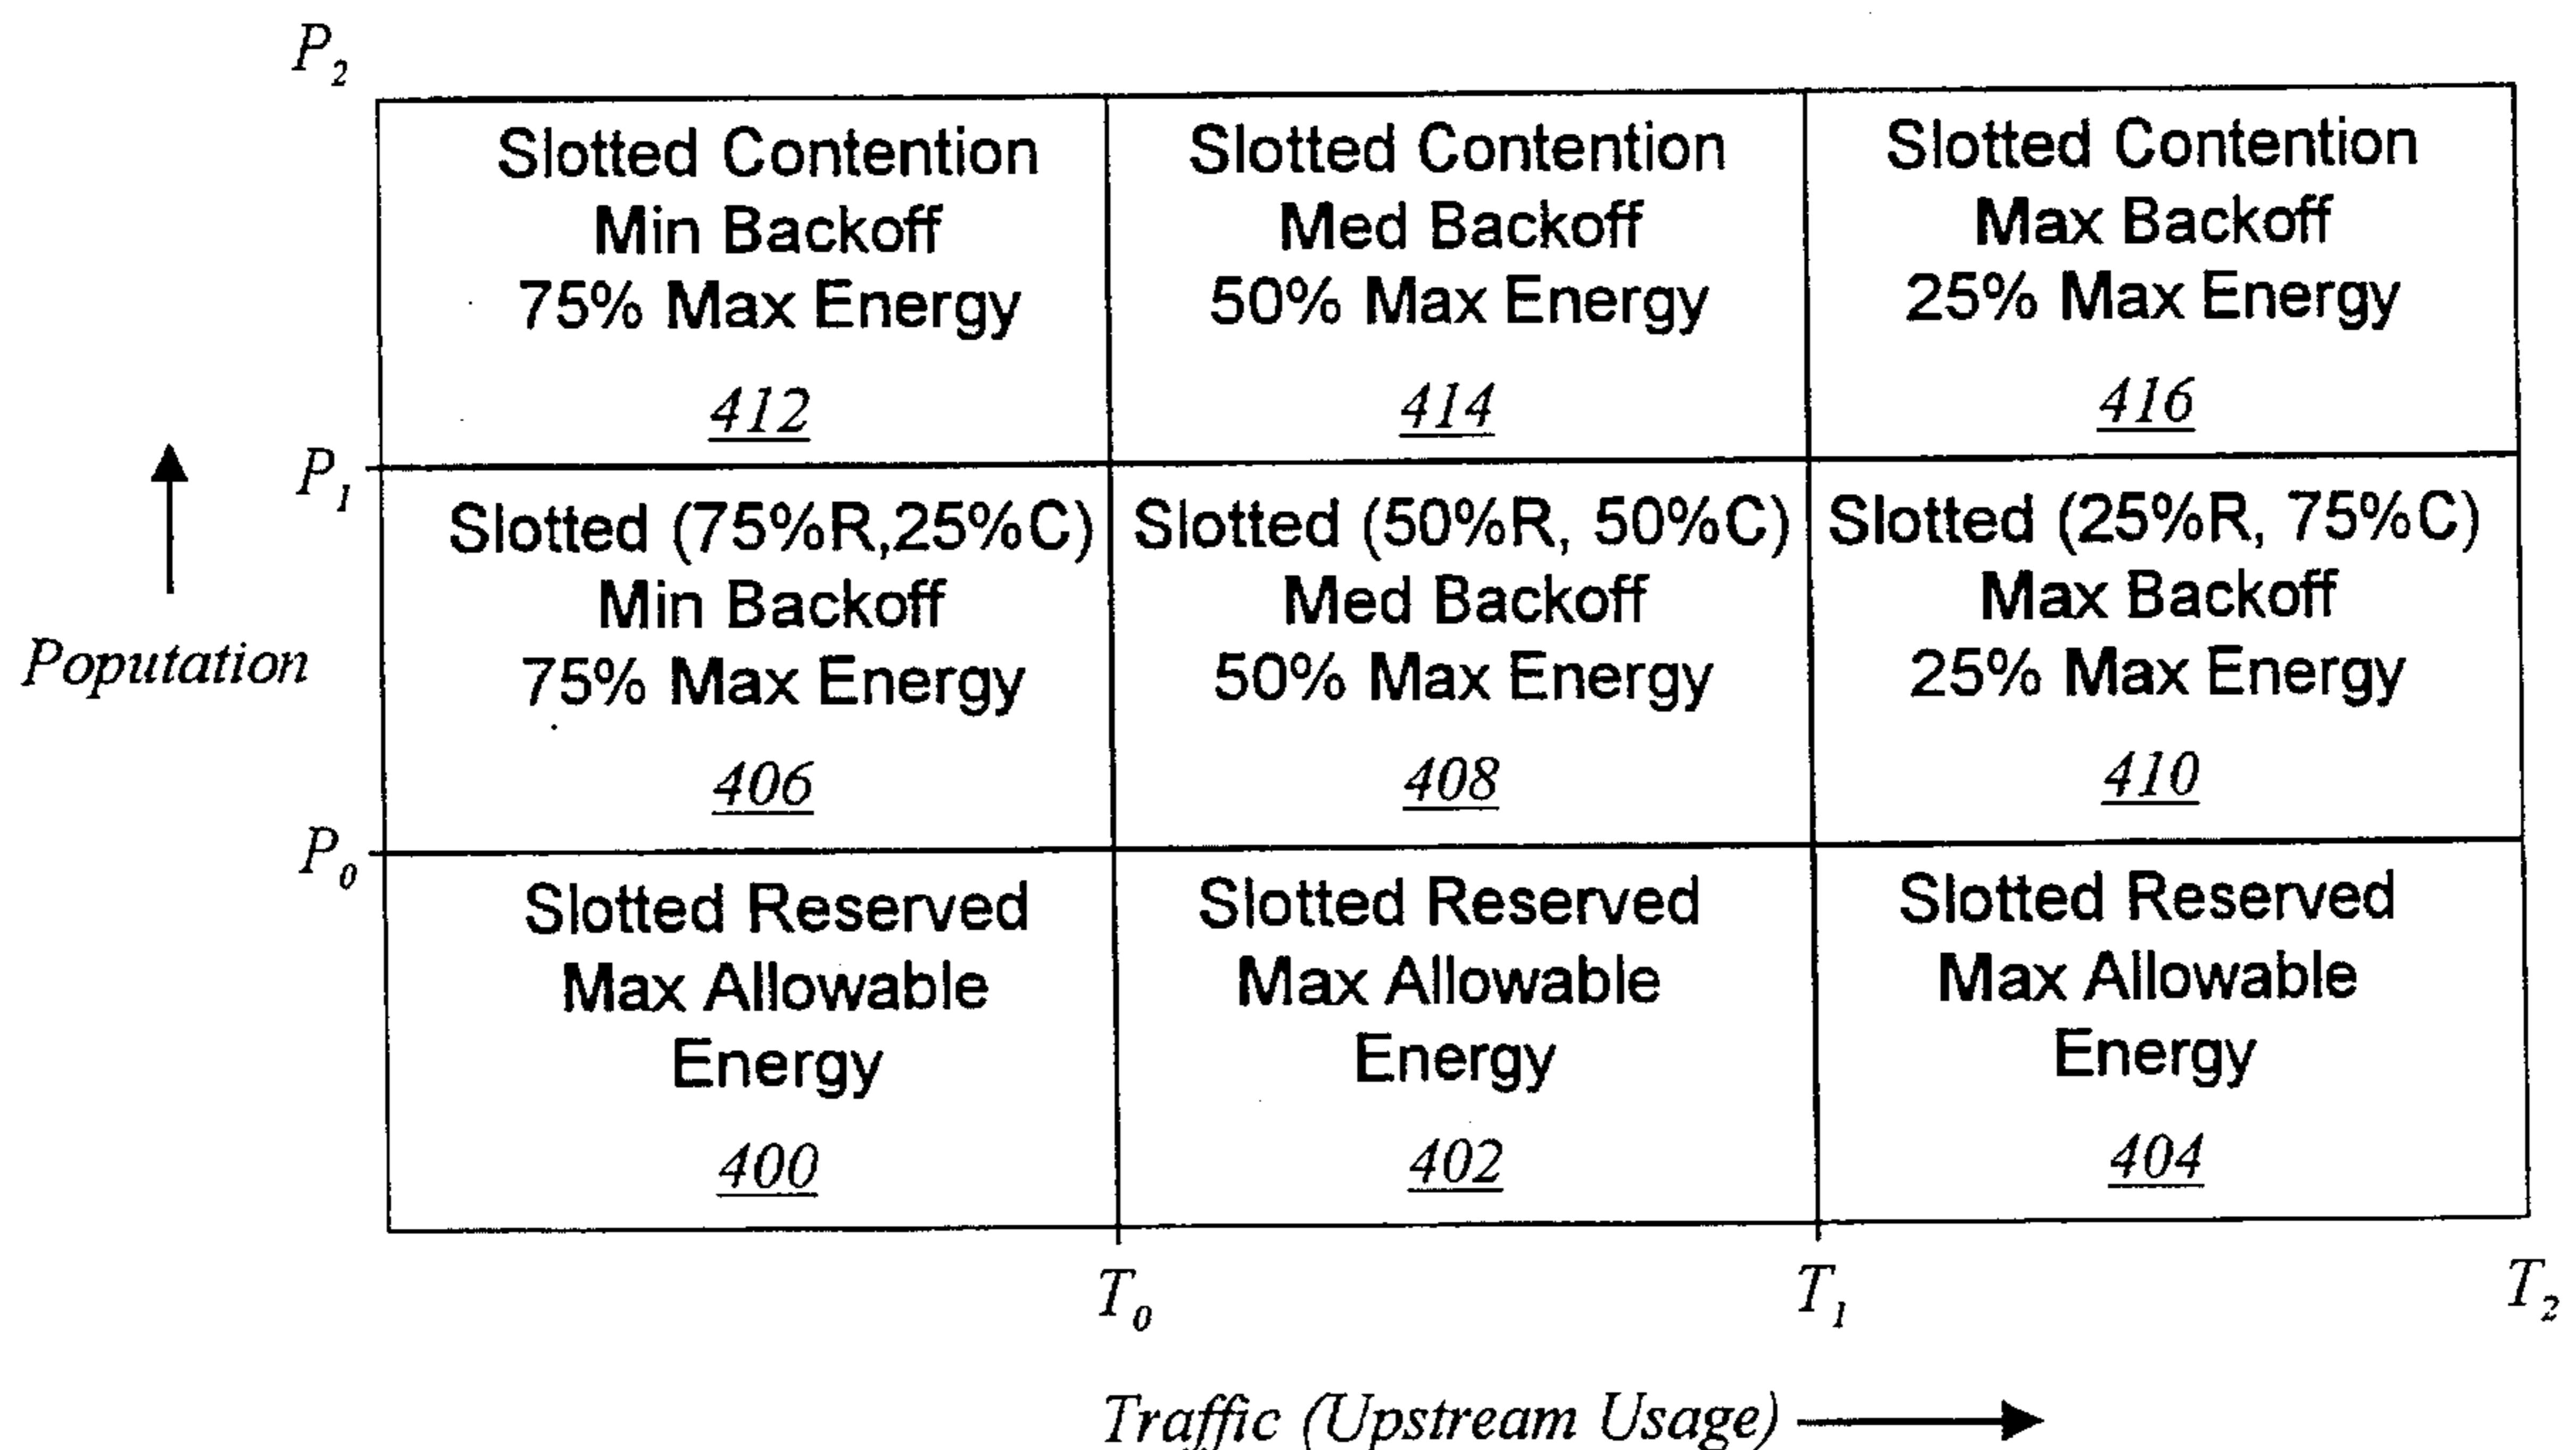 P2
Slotted Contention
Min Backoff
75% Max Energy
412
Slotted Contention
Med Backoff
50% Max Energy
414
Slotted Contention
Max Backoff
25% Max Energy
416
P1
Slotted (75%R,25%C)
Min Backoff
75% Max Energy
406
Slotted (50%R, 50%C)
Med Backoff
50% Max Energy
408
Slotted (25%R, 75%C)
Max Backoff
25% Max Energy
410
Poputation
P0
Slotted Reserved
Max Allowable
Energy
400
Slotted Reserved
Max Allowable
Energy
402
Slotted Reserved
Max Allowable
Energy
404
T0
T1
T2
Traffic (Upstream Usage)